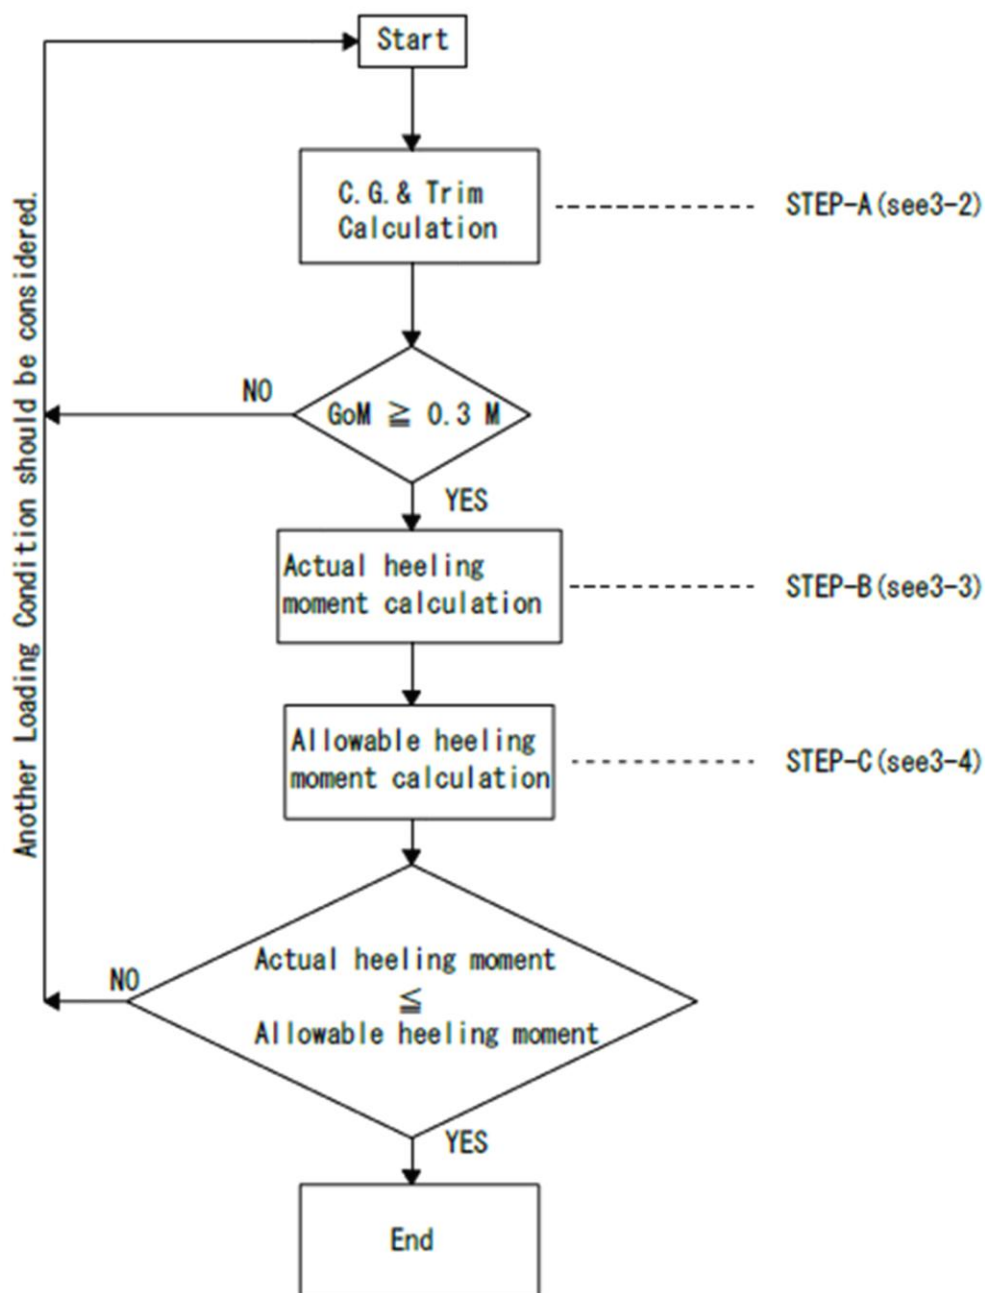 Start
C.G.& Trim
Calculation
STEP-A(see3-2)
Another Loading Condition should be considered.
NO
GoM ≧ 0.3 M
YES
Actual heeling
moment calculation
STEP-B(see3-3)
Allowable heeling
moment calculation
STEP-C(see3-4)
Actual heeling moment
NO
≦
Allowable heeling moment
YES
End